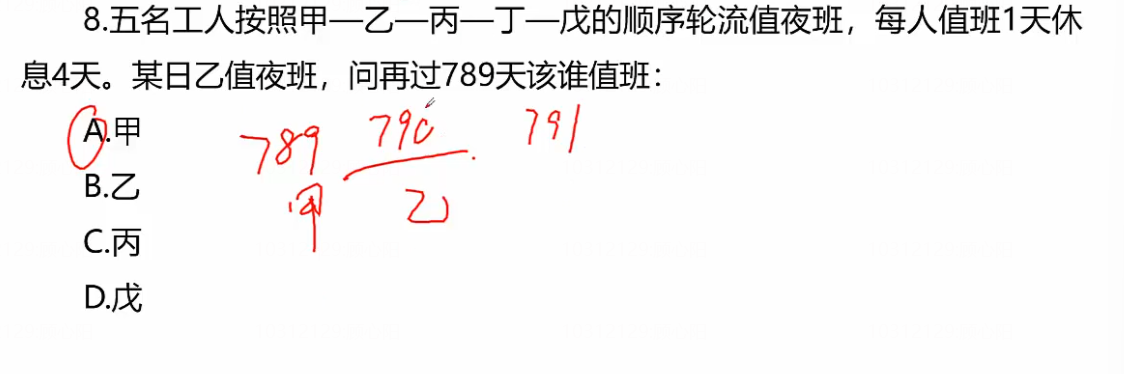 8.五名工人按照甲—乙—丙—丁—戊的顺序轮流值夜班，每人值班1天休
息4天。某日乙值夜班，问再过789天该谁值班：
A.甲
789 790 791
甲 乙
B.乙
C.丙
D.戊